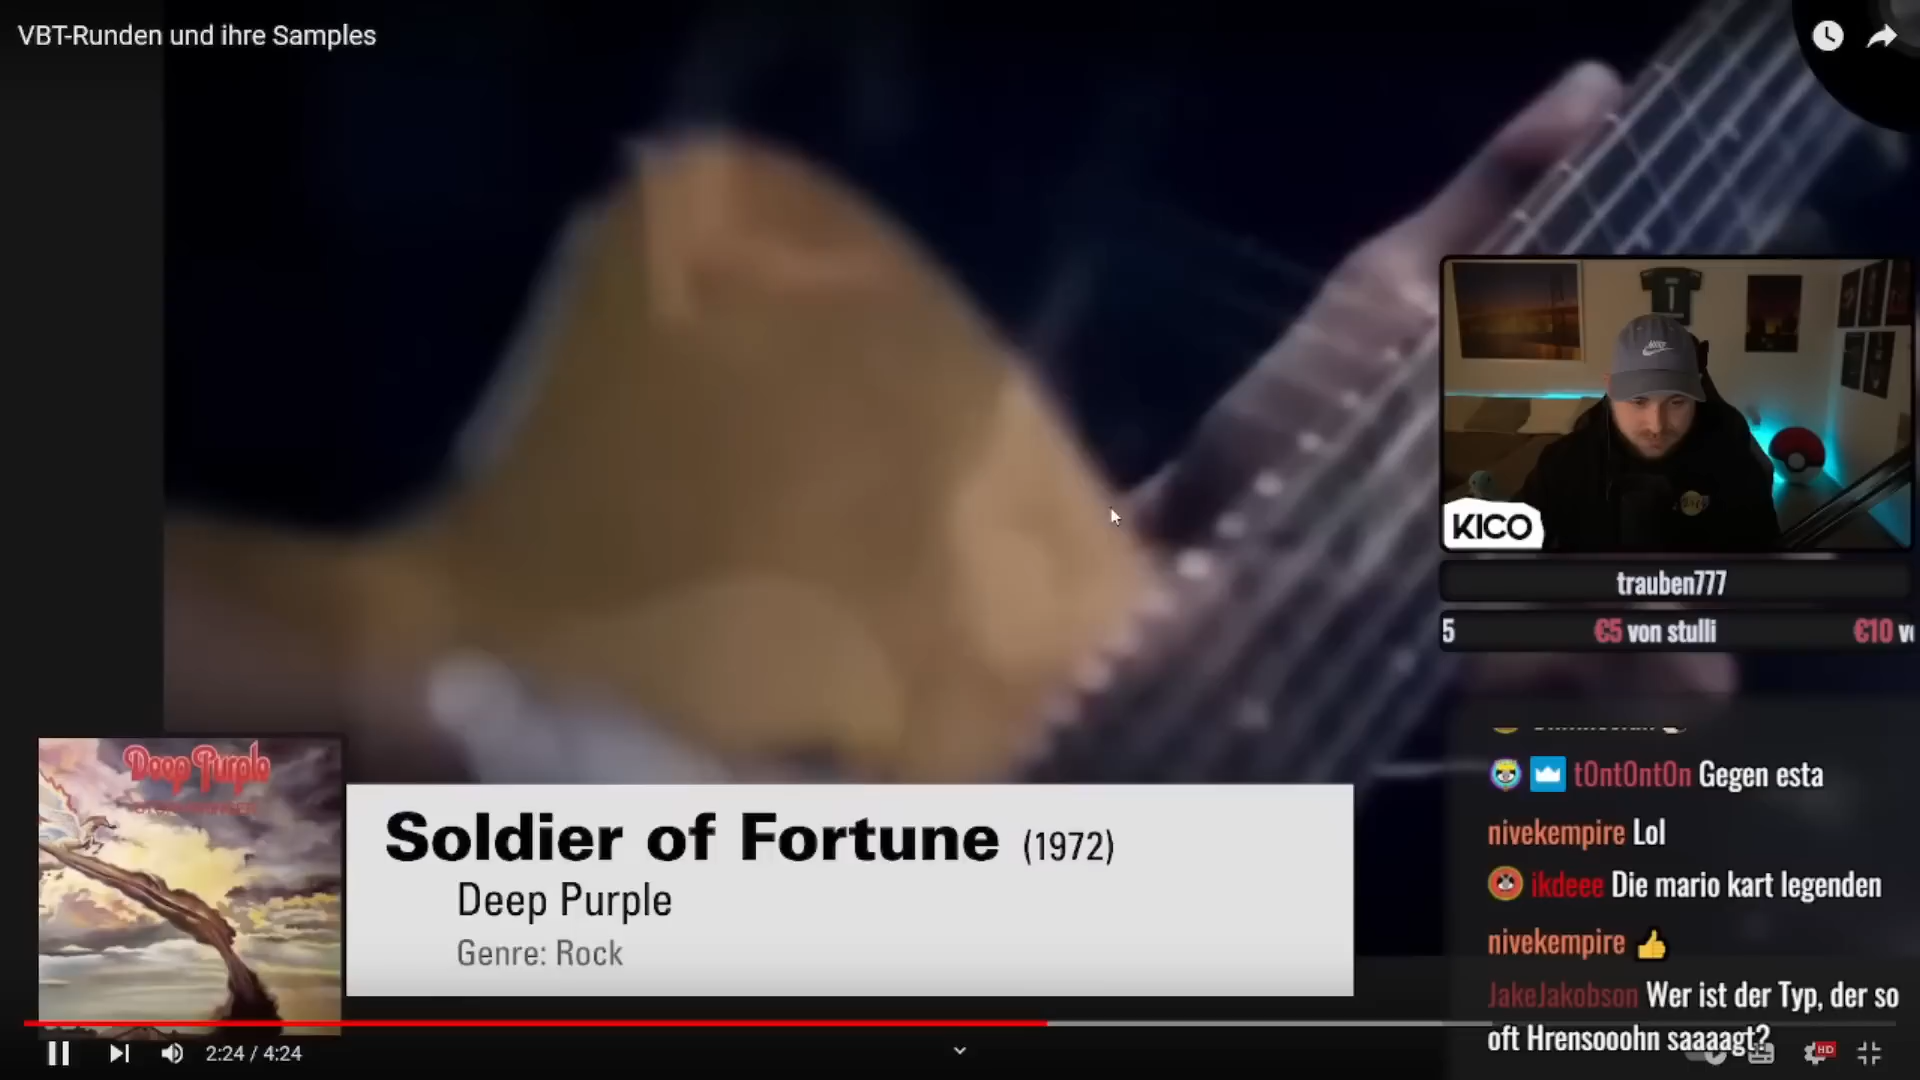 VBT-Runden und ihre Samples
KICO
trauben777
5 €5 von stulli €10
t0nt0nt0n Gegen esta
nivekempire Lol
ikdeee Die mario kart legenden
nivekempire 👍
JakeJakobson Wer ist der Typ, der so
oft Hrensooohn saaaagt?
Deep Purple
Soldier of Fortune (1972)
Deep Purple
Genre: Rock
2:24 / 4:24
HD